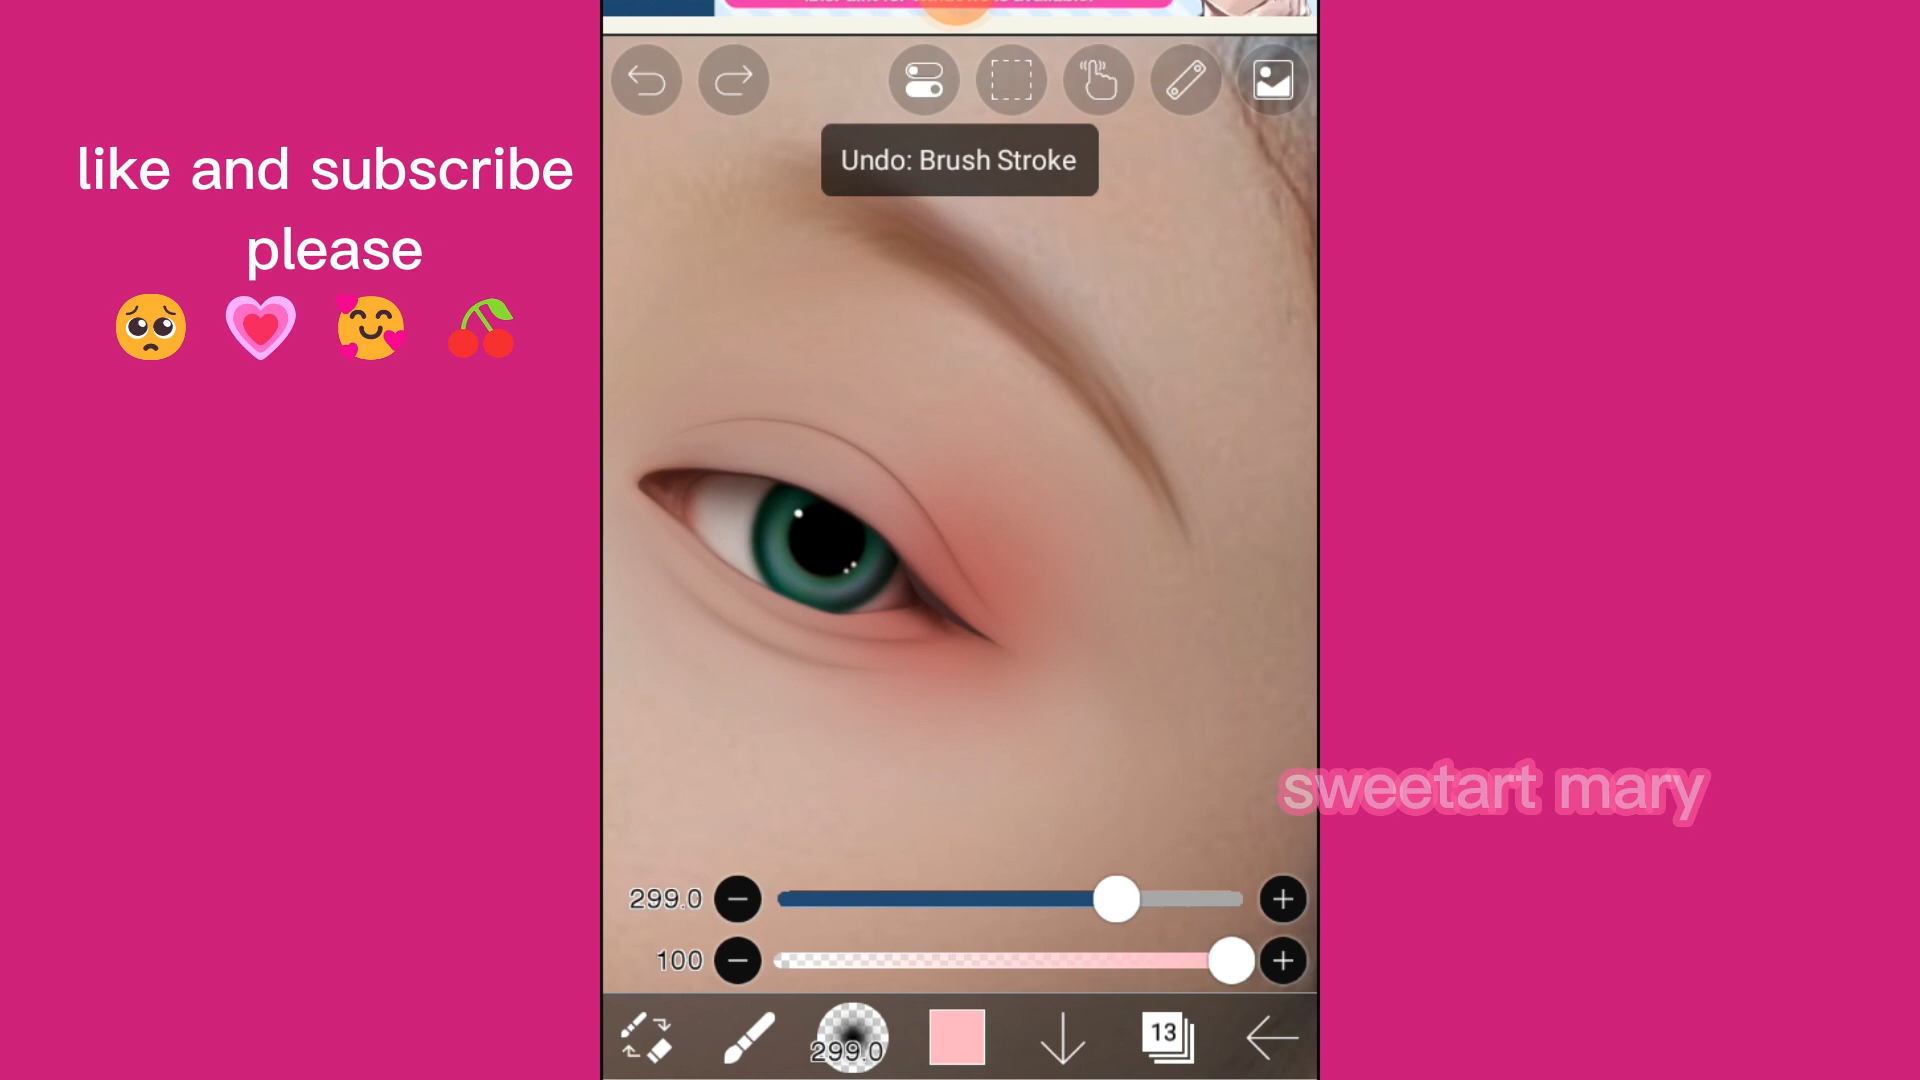 like and subscribe
please
Undo: Brush Stroke
sweetart mary
299.0
100
299.0
13